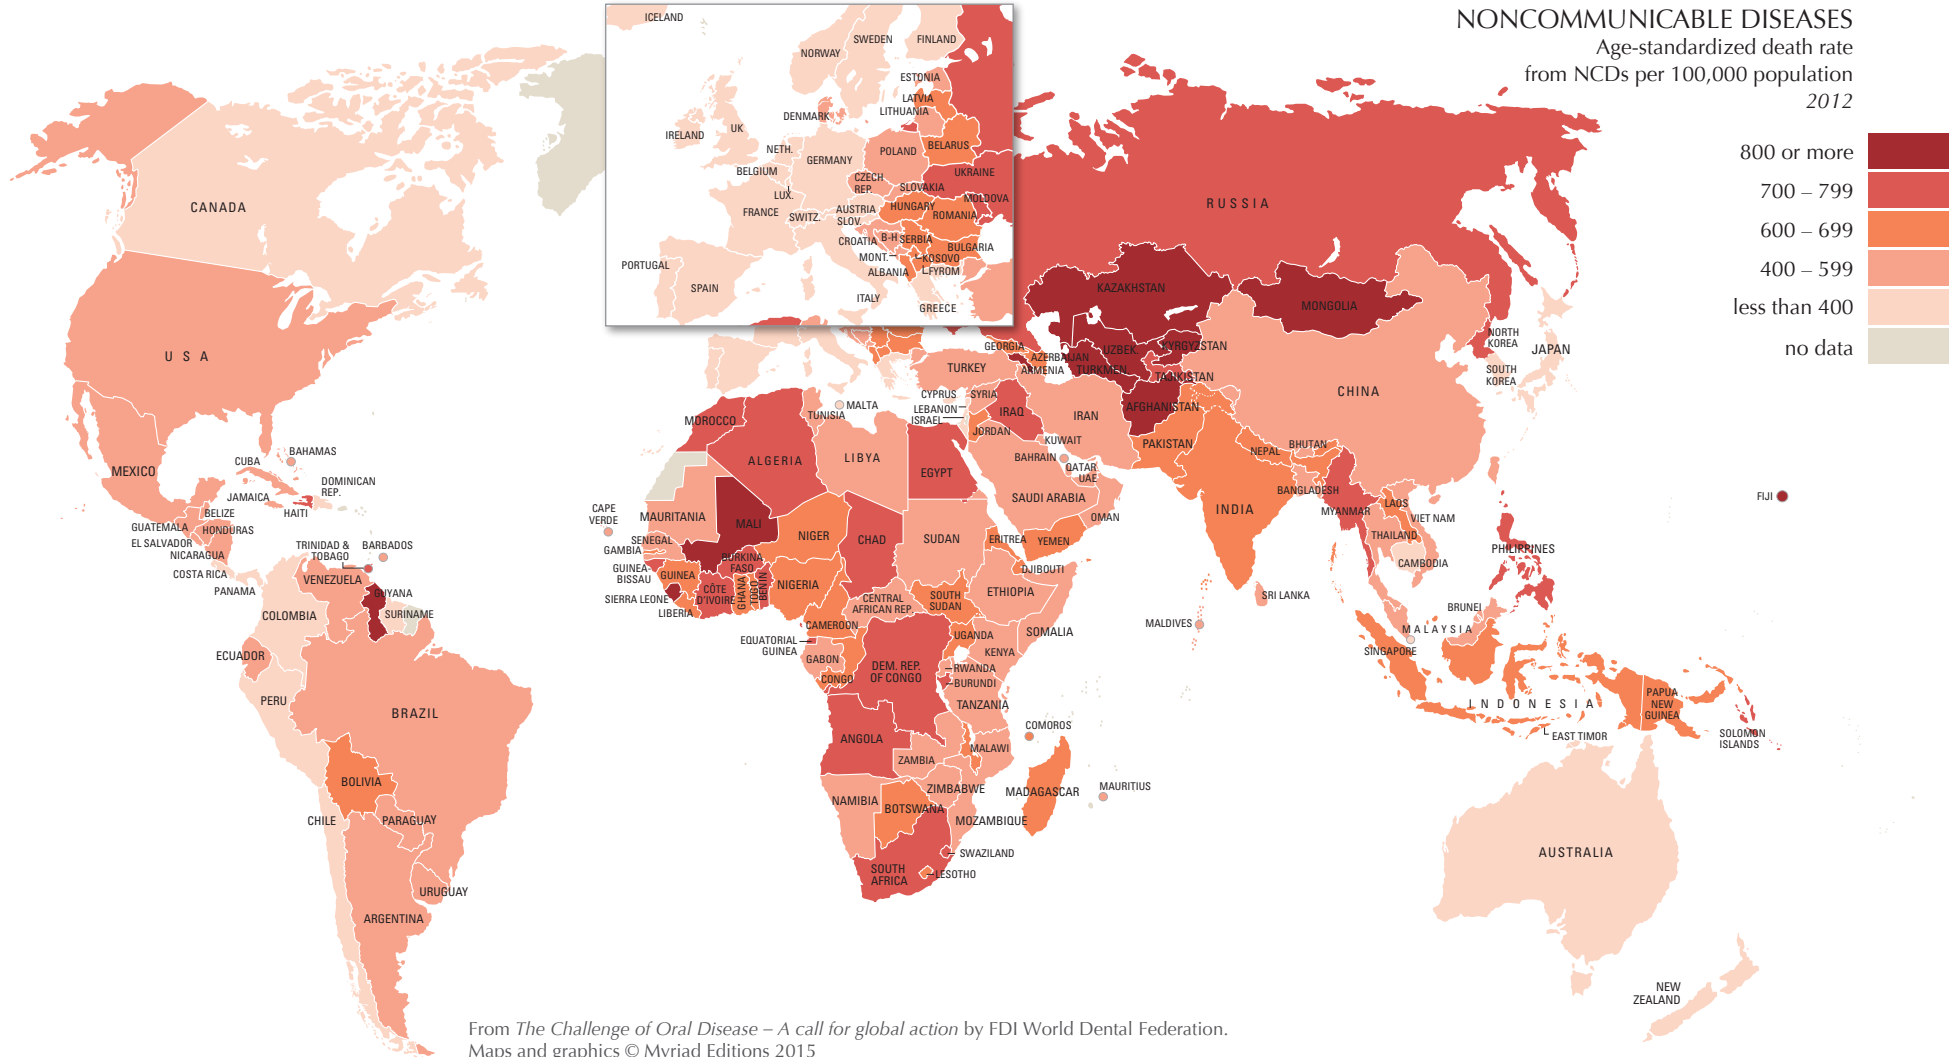 NONCOMMUNICABLE DISEASES
Age-standardized death rate
from NCDs per 100,000 population
2012
800 or more
700 – 799
600 – 699
400 – 599
less than 400
no data
ICELAND
SWEDEN
FINLAND
NORWAY
ESTONIA
LATVIA
LITHUANIA
DENMARK
IRELAND
UK
NETH.
GERMANY
POLAND
BELARUS
BELGIUM
LUX.
CZECH
REP.
SLOVAKIA
UKRAINE
MOLDOVA
FRANCE
SWITZ.
AUSTRIA
SLOV.
HUNGARY
ROMANIA
CROATIA
B-H
SERBIA
BULGARIA
MONT.
KOSOVO
ALBANIA
FYROM
PORTUGAL
SPAIN
ITALY
GREECE
CANADA
USA
MEXICO
CUBA
BAHAMAS
JAMAICA
HAITI
DOMINICAN
REP.
BELIZE
GUATEMALA
HONDURAS
EL SALVADOR
NICARAGUA
COSTA RICA
PANAMA
TRINIDAD &
TOBAGO
BARBADOS
VENEZUELA
GUYANA
SURINAME
COLOMBIA
ECUADOR
PERU
BRAZIL
BOLIVIA
CHILE
PARAGUAY
URUGUAY
ARGENTINA
RUSSIA
KAZAKHSTAN
MONGOLIA
GEORGIA
AZERBAIJAN
ARMENIA
UZBEK.
KYRGYZSTAN
TURKMEN.
TAJIKISTAN
TURKEY
CYPRUS
SYRIA
LEBANON
ISRAEL
IRAQ
IRAN
AFGHANISTAN
JORDAN
KUWAIT
BAHRAIN
QATAR
UAE
SAUDI ARABIA
OMAN
YEMEN
PAKISTAN
NEPAL
BHUTAN
BANGLADESH
INDIA
SRI LANKA
MALDIVES
CHINA
NORTH
KOREA
SOUTH
KOREA
JAPAN
MYANMAR
LAOS
VIET NAM
THAILAND
CAMBODIA
PHILIPPINES
BRUNEI
MALAYSIA
SINGAPORE
INDONESIA
EAST TIMOR
PAPUA
NEW
GUINEA
SOLOMON
ISLANDS
FIJI
AUSTRALIA
NEW
ZEALAND
MALTA
MOROCCO
TUNISIA
ALGERIA
LIBYA
EGYPT
CAPE
VERDE
MAURITANIA
MALI
NIGER
CHAD
SUDAN
ERITREA
DJIBOUTI
SENEGAL
GAMBIA
GUINEA-
BISSAU
GUINEA
SIERRA LEONE
LIBERIA
CÔTE
D'IVOIRE
BURKINA
FASO
GHANA
TOGO
BENIN
NIGERIA
CAMEROON
CENTRAL
AFRICAN REP.
SOUTH
SUDAN
ETHIOPIA
SOMALIA
EQUATORIAL
GUINEA
GABON
CONGO
DEM. REP.
OF CONGO
UGANDA
KENYA
RWANDA
BURUNDI
TANZANIA
COMOROS
ANGOLA
ZAMBIA
MALAWI
ZIMBABWE
MOZAMBIQUE
MADAGASCAR
MAURITIUS
NAMIBIA
BOTSWANA
SWAZILAND
LESOTHO
SOUTH
AFRICA
From The Challenge of Oral Disease – A call for global action by FDI World Dental Federation.
Maps and graphics © Myriad Editions 2015